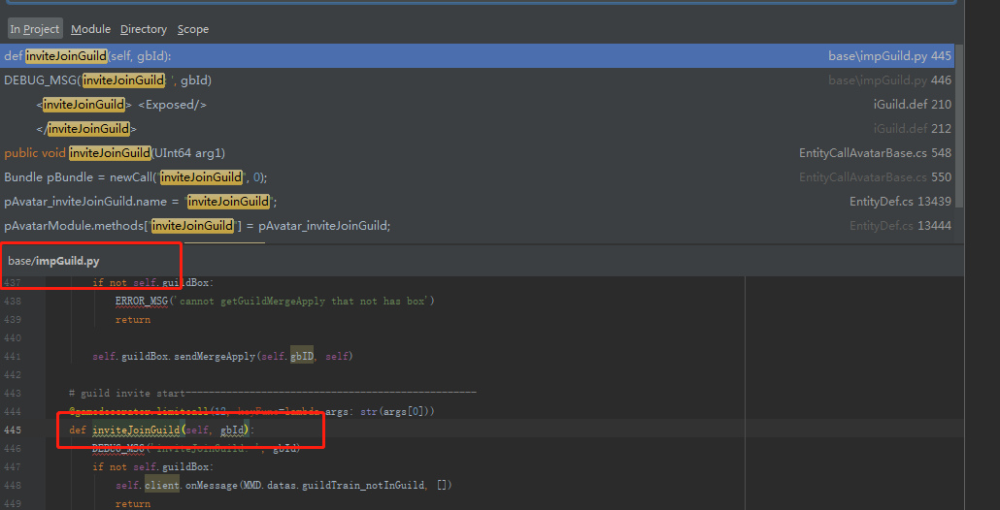 In Project Module Directory Scope
def inviteJoinGuild(self, gbId): base\impGuild.py 445
DEBUG_MSG('inviteJoinGuild: ', gbId) base\impGuild.py 446
<inviteJoinGuild> <Exposed/> iGuild.def 210
</inviteJoinGuild> iGuild.def 212
public void inviteJoinGuild(UInt64 arg1) EntityCallAvatarBase.cs 548
Bundle pBundle = newCall("inviteJoinGuild", 0); EntityCallAvatarBase.cs 550
pAvatar_inviteJoinGuild.name = "inviteJoinGuild"; EntityDef.cs 13439
pAvatarModule.methods["inviteJoinGuild"] = pAvatar_inviteJoinGuild; EntityDef.cs 13444
base/impGuild.py
437 if not self.guildBox:
438 ERROR_MSG('cannot getGuildMergeApply that not has box')
439 return
440
441 self.guildBox.sendMergeApply(self.gbID, self)
442
443 # guild invite start--------------------------------------------------
444 args: str(args[0]))
445 def inviteJoinGuild(self, gbId):
446 DEBUG_MSG('inviteJoinGuild: ', gbId)
447 if not self.guildBox:
448 self.client.onMessage(MMD.datas.guildTrain_notInGuild, [])
449 return